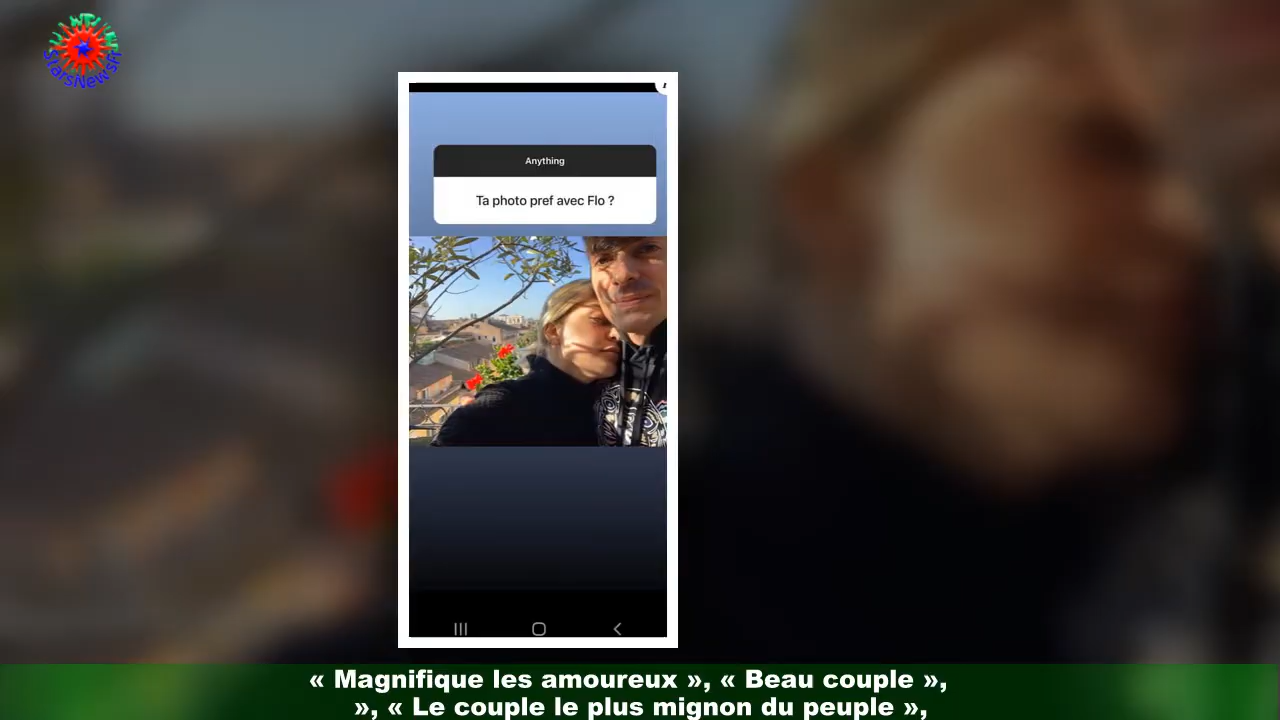 StarsNewsFr
Anything
Ta photo pref avec Flo ?
« Magnifique les amoureux », « Beau couple »,
», « Le couple le plus mignon du peuple »,